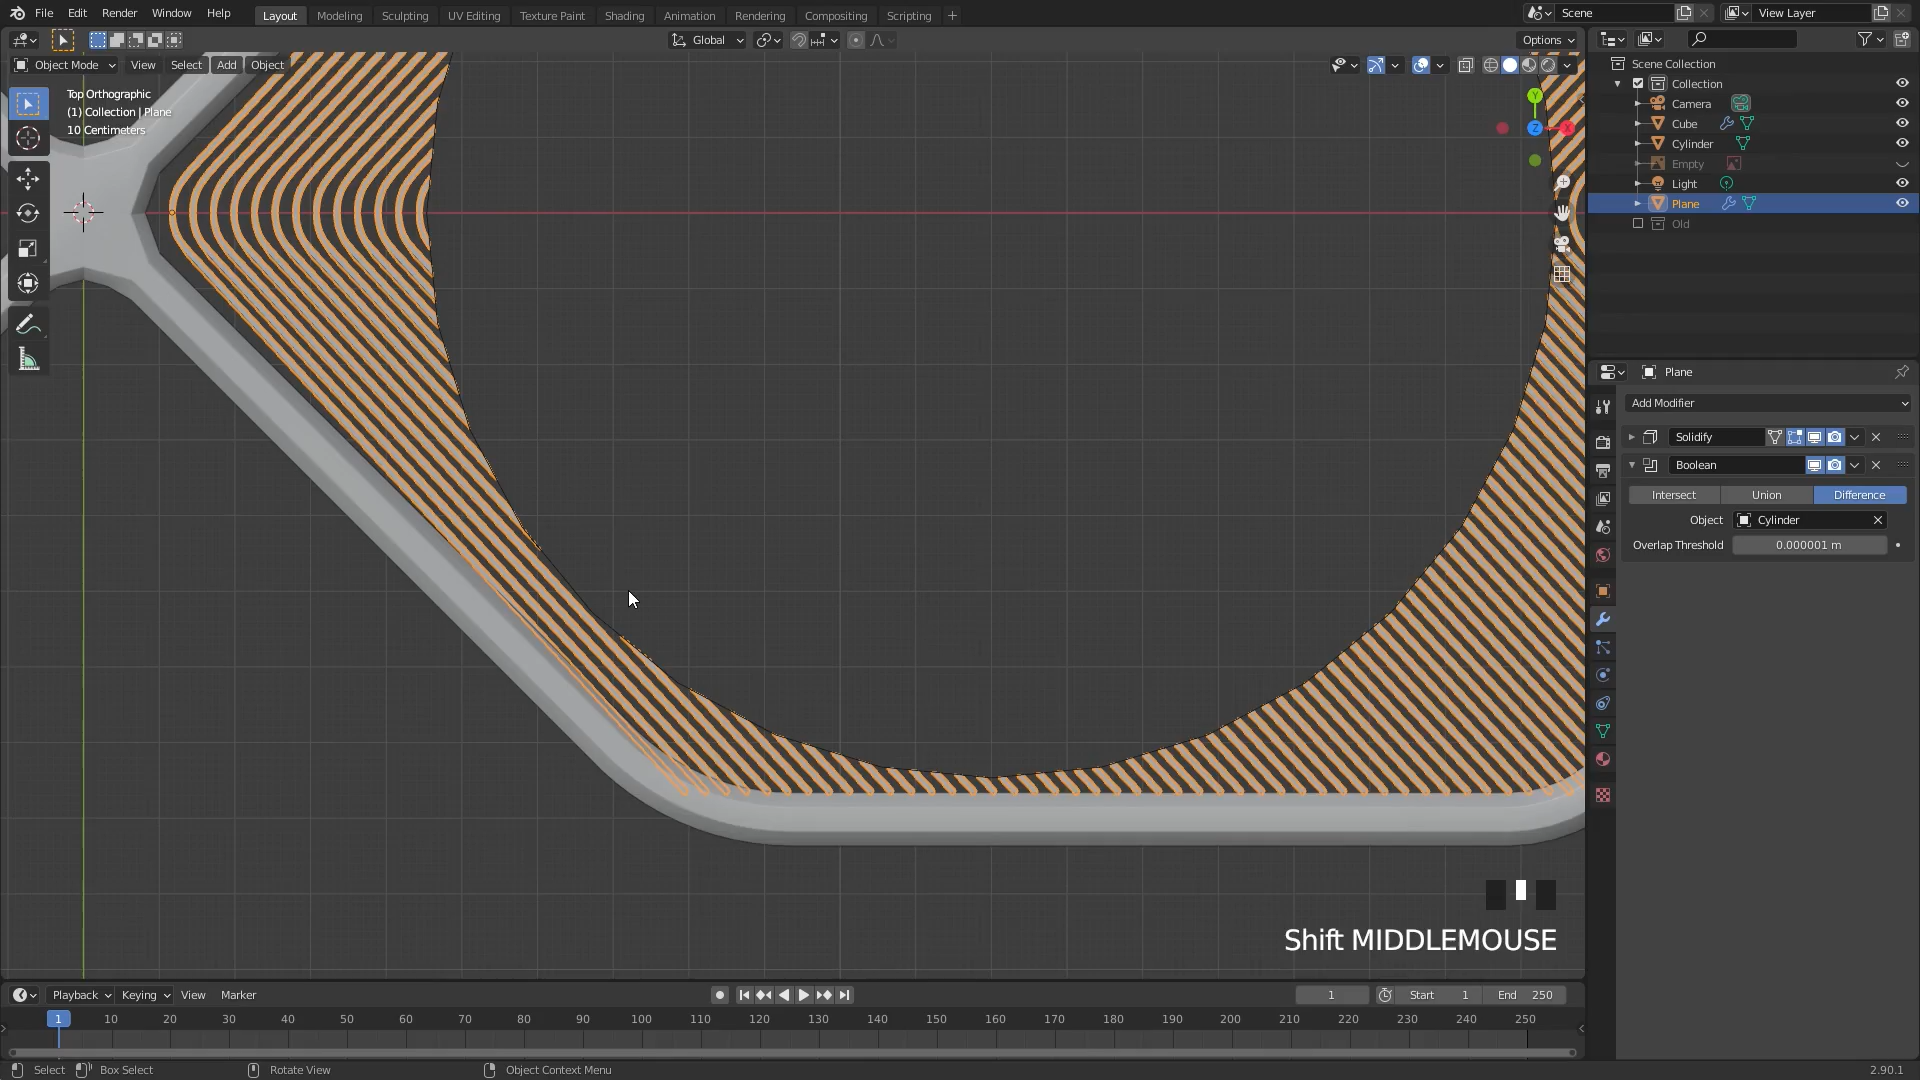 File Edit Render Window Help Layout Modeling Sculpting UV Editing Texture Paint Shading Animation Rendering Compositing Scripting + Scene View Layer
Global Options
Object Mode View Select Add Object
Top Orthographic
(1) Collection | Plane
10 Centimeters
Y
Z X
Scene Collection
Collection
Camera
Cube
Cylinder
Empty
Light
Plane
Old
Plane
Add Modifier
Solidify
Boolean
Intersect Union Difference
Object Cylinder
Overlap Threshold 0.000001 m
Shift MIDDLEMOUSE
Playback Keying View Marker 1 Start 1 End 250
1 10 20 30 40 50 60 70 80 90 100 110 120 130 140 150 160 170 180 190 200 210 220 230 240 250
Select Box Select Rotate View Object Context Menu 2.90.1